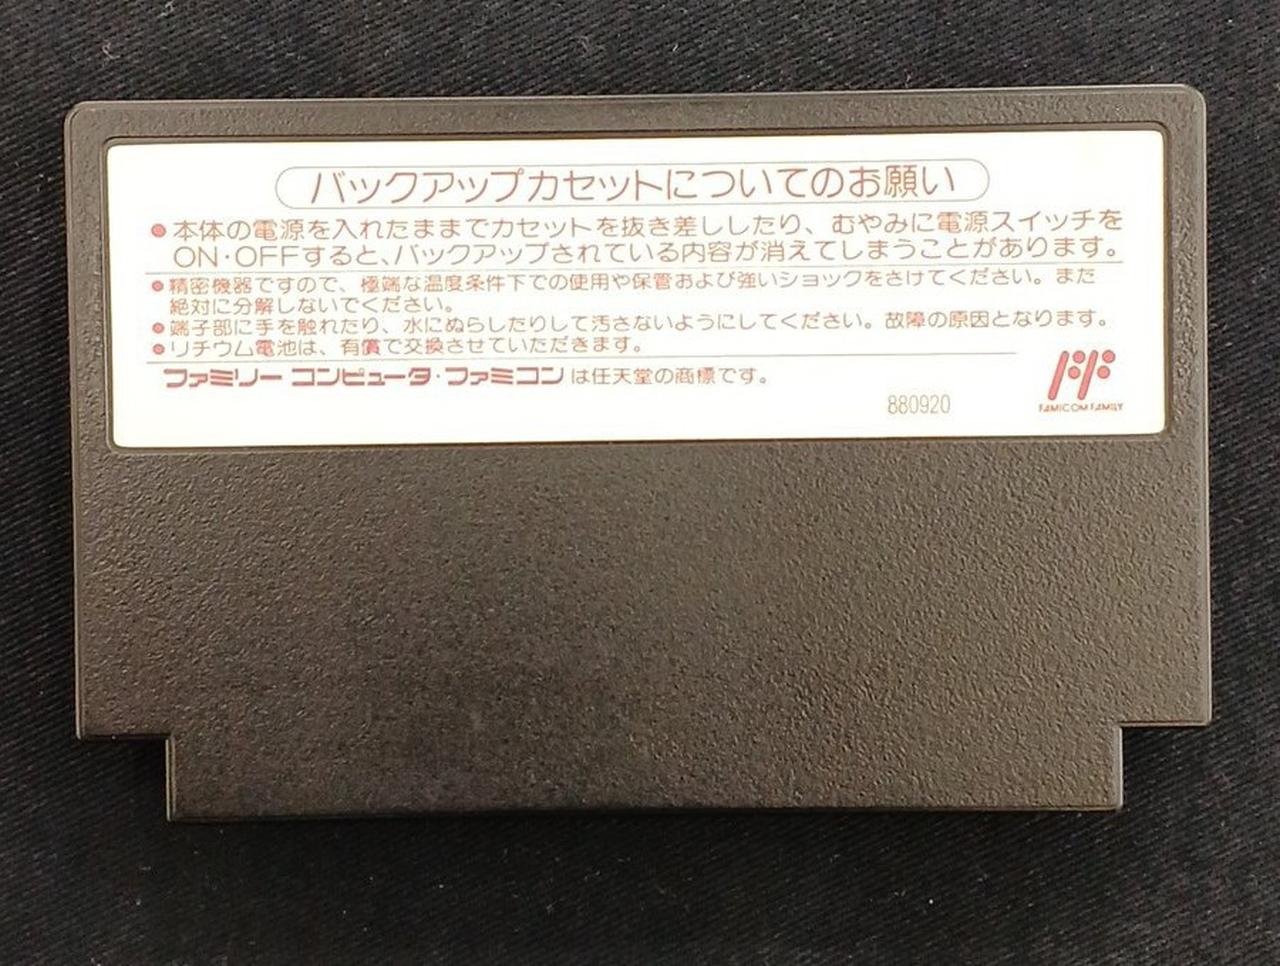 バックアップカセットについてのお願い
●本体の電源を入れたままでカセットを抜き差ししたり、むやみに電源スイッチを
ON・OFFすると、バックアップされている内容が消えてしまうことがあります。
●精密機器ですので、極端な温度条件下での使用や保管および強いショックをさけてください。また
絶対に分解しないでください。
●端子部に手を触れたり、水にぬらしたりして汚さないようにしてください。故障の原因となります。
●リチウム電池は、有償で交換させていただきます。
ファミリーコンピュータ・ファミコンは任天堂の商標です。
880920
FAMICOM FAMILY